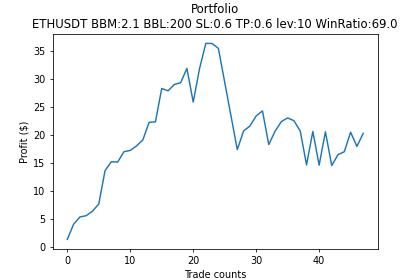 Portfolio
ETHUSDT BBM:2.1 BBL:200 SL:0.6 TP:0.6 lev:10 WinRatio:69.0
35
30
25
20
15
10
5
0
Profit ($)
0 10 20 30 40
Trade counts